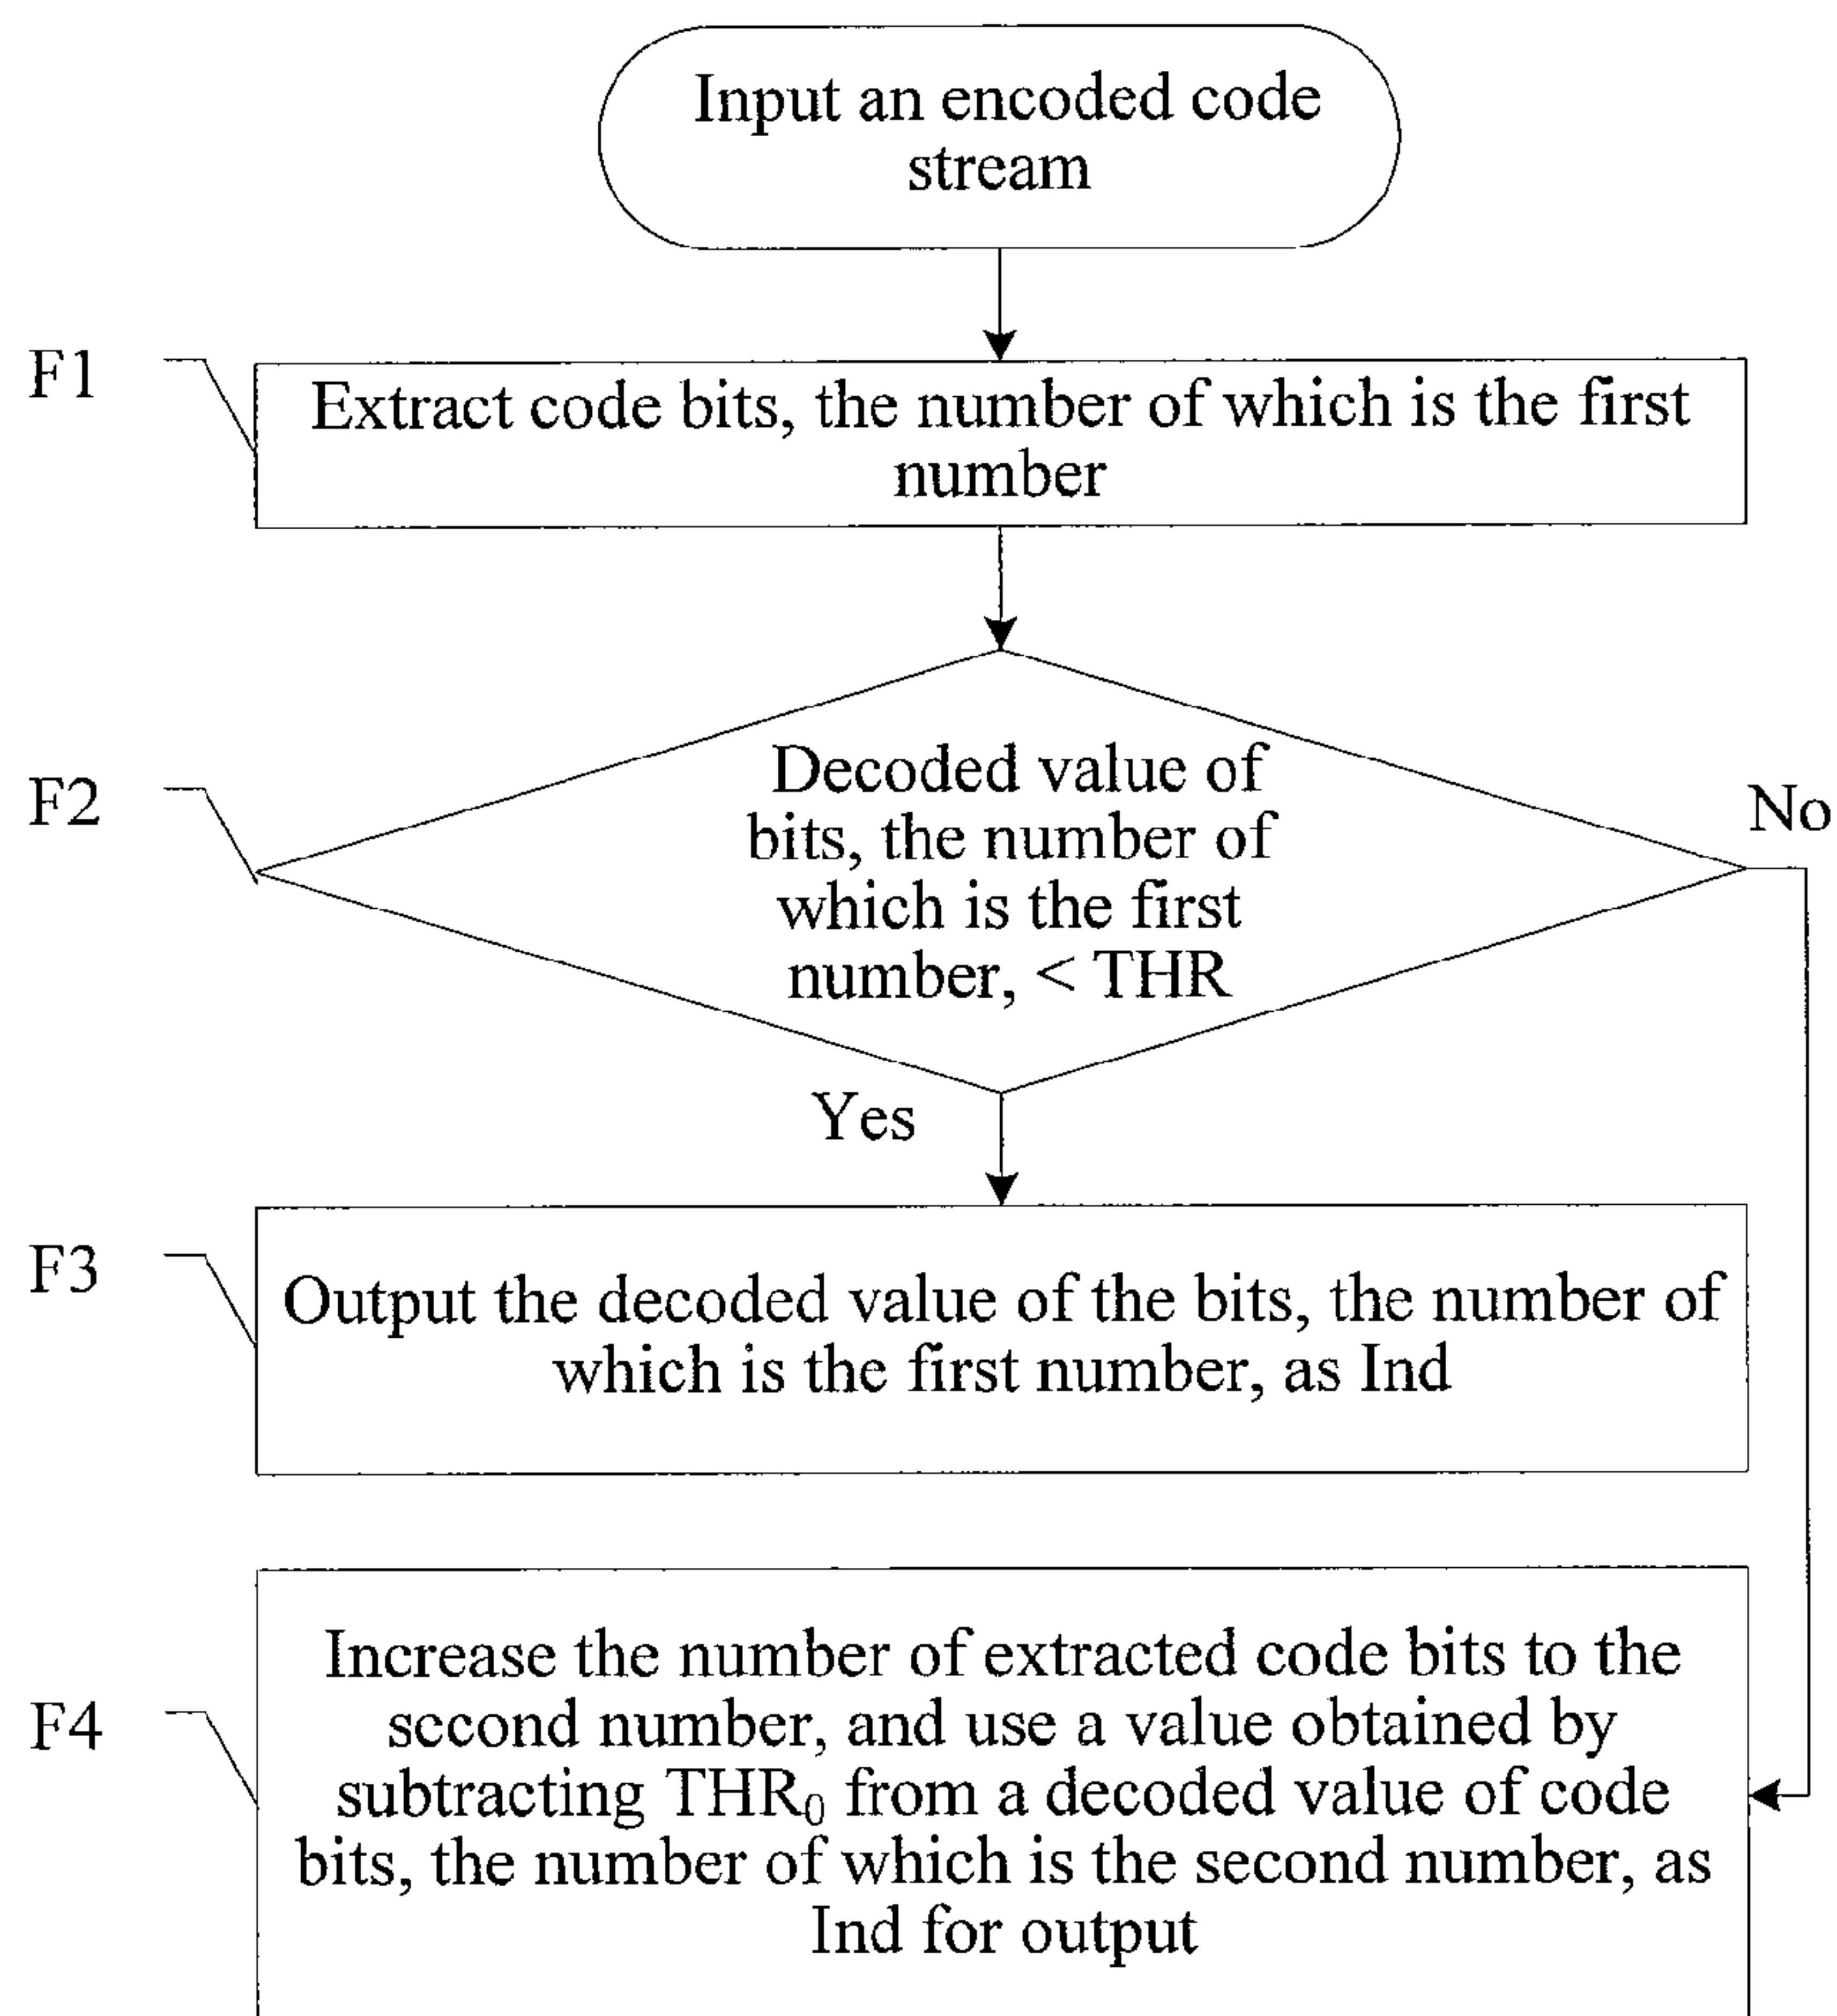 Input an encoded code
stream
F1
Extract code bits, the number of which is the first
number
F2
Decoded value of
bits, the number of
which is the first
number, < THR
No
Yes
F3
Output the decoded value of the bits, the number of
which is the first number, as Ind
F4
Increase the number of extracted code bits to the
second number, and use a value obtained by
subtracting THR₀ from a decoded value of code
bits, the number of which is the second number, as
Ind for output